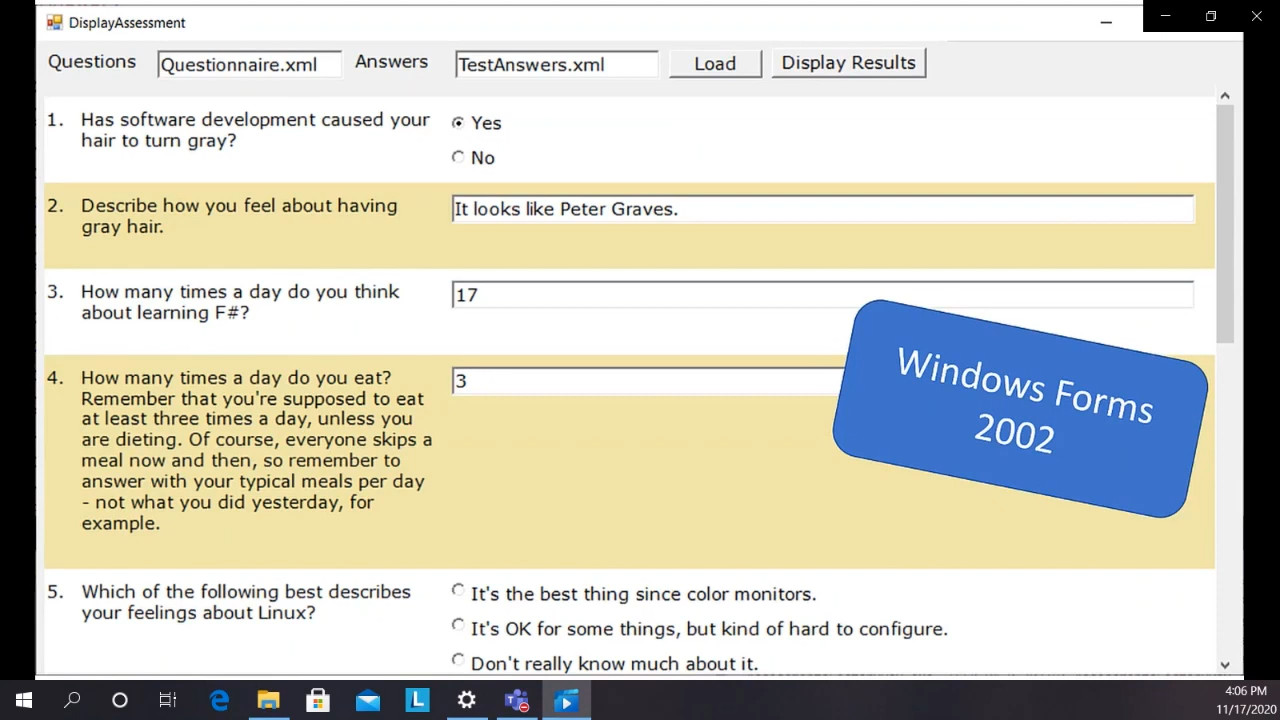 DisplayAssessment
Questions Questionnaire.xml Answers TestAnswers.xml Load Display Results
1. Has software development caused your
hair to turn gray?
Yes
No
2. Describe how you feel about having
gray hair.
It looks like Peter Graves.
3. How many times a day do you think
about learning F#?
17
4. How many times a day do you eat?
Remember that you're supposed to eat
at least three times a day, unless you
are dieting. Of course, everyone skips a
meal now and then, so remember to
answer with your typical meals per day
- not what you did yesterday, for
example.
3
Windows Forms
2002
5. Which of the following best describes
your feelings about Linux?
It's the best thing since color monitors.
It's OK for some things, but kind of hard to configure.
Don't really know much about it.
L
4:06 PM
11/17/2020